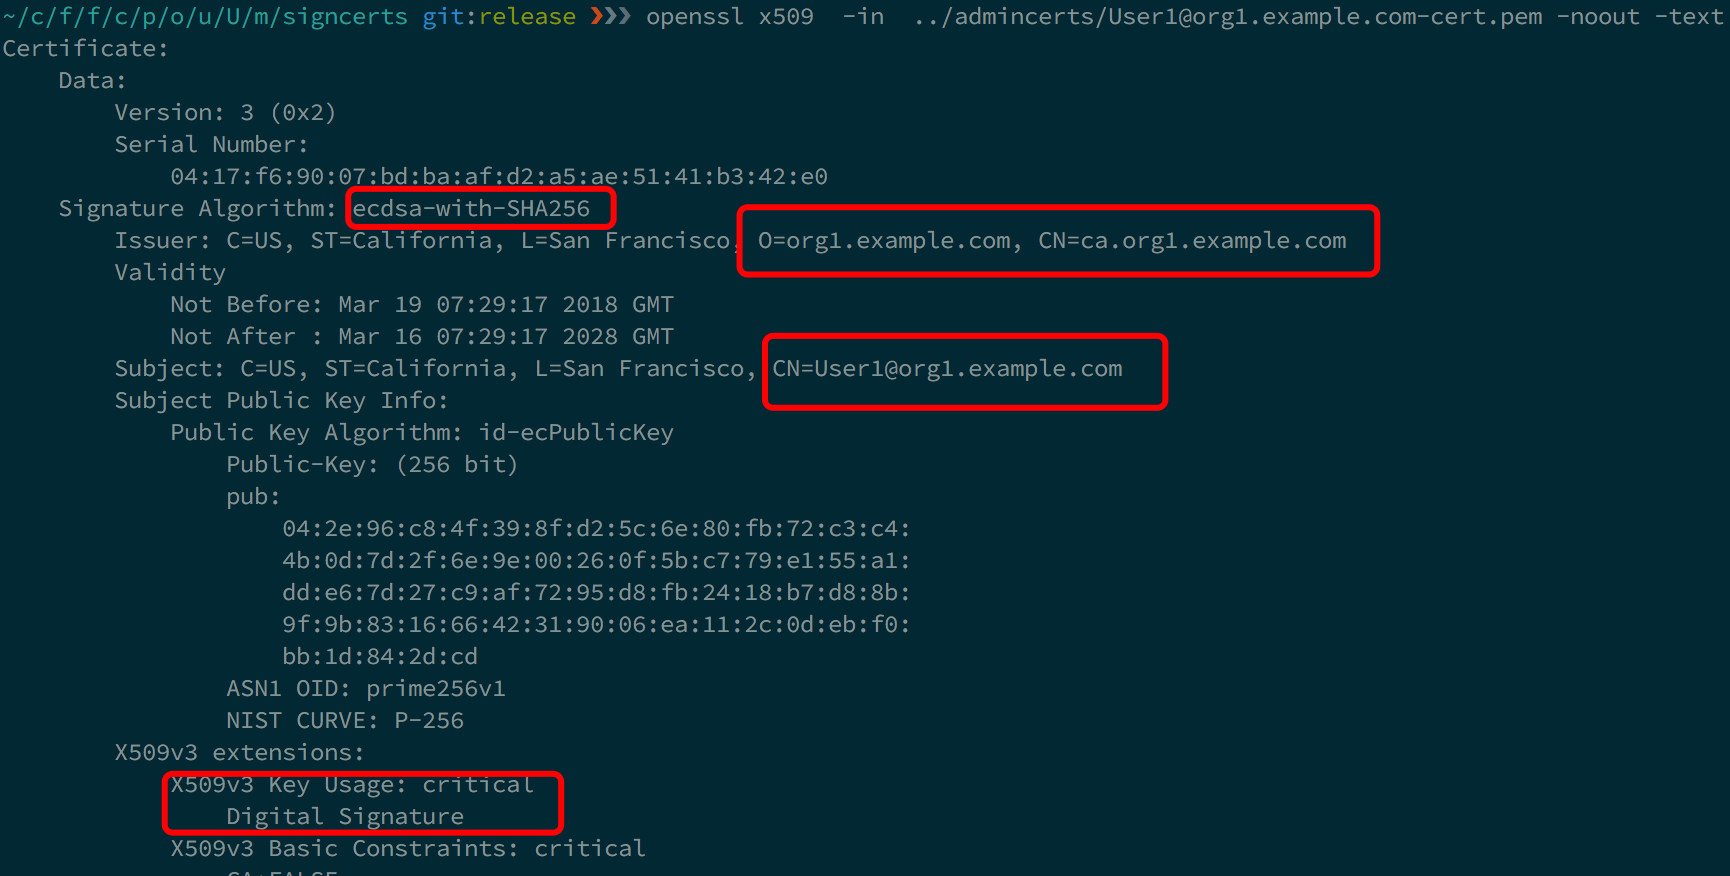 ~/c/f/f/c/p/o/u/U/m/signcerts git:release ❯❯❯ openssl x509  -in  ../admincerts/User1@org1.example.com-cert.pem -noout -text
Certificate:
    Data:
        Version: 3 (0x2)
        Serial Number:
            04:17:f6:90:07:bd:ba:af:d2:a5:ae:51:41:b3:42:e0
    Signature Algorithm: ecdsa-with-SHA256
        Issuer: C=US, ST=California, L=San Francisco, O=org1.example.com, CN=ca.org1.example.com
        Validity
            Not Before: Mar 19 07:29:17 2018 GMT
            Not After : Mar 16 07:29:17 2028 GMT
        Subject: C=US, ST=California, L=San Francisco, CN=User1@org1.example.com
        Subject Public Key Info:
            Public Key Algorithm: id-ecPublicKey
                Public-Key: (256 bit)
                pub:
                    04:2e:96:c8:4f:39:8f:d2:5c:6e:80:fb:72:c3:c4:
                    4b:0d:7d:2f:6e:9e:00:26:0f:5b:c7:79:e1:55:a1:
                    dd:e6:7d:27:c9:af:72:95:d8:fb:24:18:b7:d8:8b:
                    9f:9b:83:16:66:42:31:90:06:ea:11:2c:0d:eb:f0:
                    bb:1d:84:2d:cd
                ASN1 OID: prime256v1
                NIST CURVE: P-256
        X509v3 extensions:
            X509v3 Key Usage: critical
                Digital Signature
            X509v3 Basic Constraints: critical
                CA:FALSE